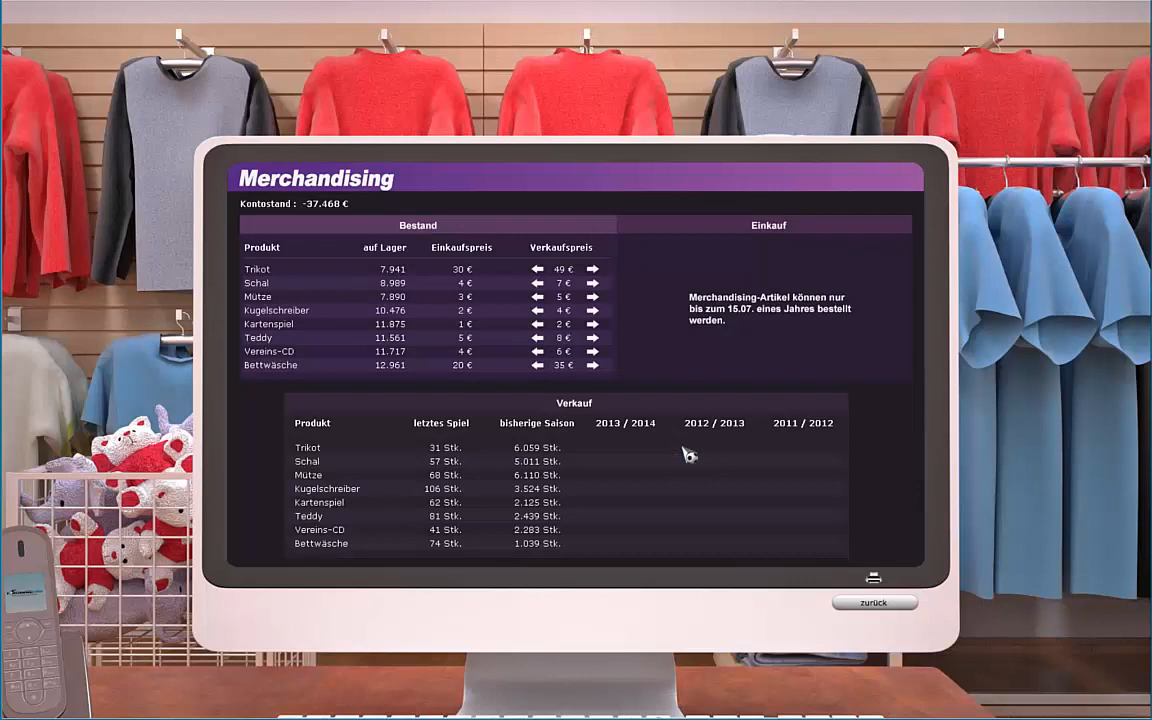 Merchandising
Kontostand : -37.468 €
Bestand
Einkauf
Produkt auf Lager Einkaufspreis Verkaufspreis
Trikot 7.941 30 € 49 €
Schal 8.989 4 € 7 €
Mütze 7.890 3 € 5 €
Kugelschreiber 10.476 2 € 4 €
Kartenspiel 11.875 1 € 2 €
Teddy 11.561 5 € 8 €
Vereins-CD 11.717 4 € 6 €
Bettwäsche 12.961 20 € 35 €
Merchandising-Artikel können nur
bis zum 15.07. eines Jahres bestellt
werden.
Verkauf
Produkt letztes Spiel bisherige Saison 2013 / 2014 2012 / 2013 2011 / 2012
Trikot 31 Stk. 6.059 Stk.
Schal 57 Stk. 5.011 Stk.
Mütze 68 Stk. 6.110 Stk.
Kugelschreiber 106 Stk. 3.524 Stk.
Kartenspiel 62 Stk. 2.125 Stk.
Teddy 81 Stk. 2.439 Stk.
Vereins-CD 41 Stk. 2.283 Stk.
Bettwäsche 74 Stk. 1.039 Stk.
zurück